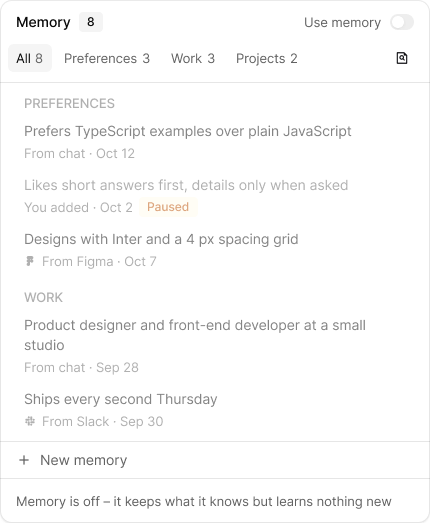 Memory 8
Use memory
All 8
Preferences 3
Work 3
Projects 2
PREFERENCES
Prefers TypeScript examples over plain JavaScript
From chat · Oct 12
Likes short answers first, details only when asked
You added · Oct 2 Paused
Designs with Inter and a 4 px spacing grid
From Figma · Oct 7
WORK
Product designer and front-end developer at a small
studio
From chat · Sep 28
Ships every second Thursday
From Slack · Sep 30
New memory
Memory is off – it keeps what it knows but learns nothing new